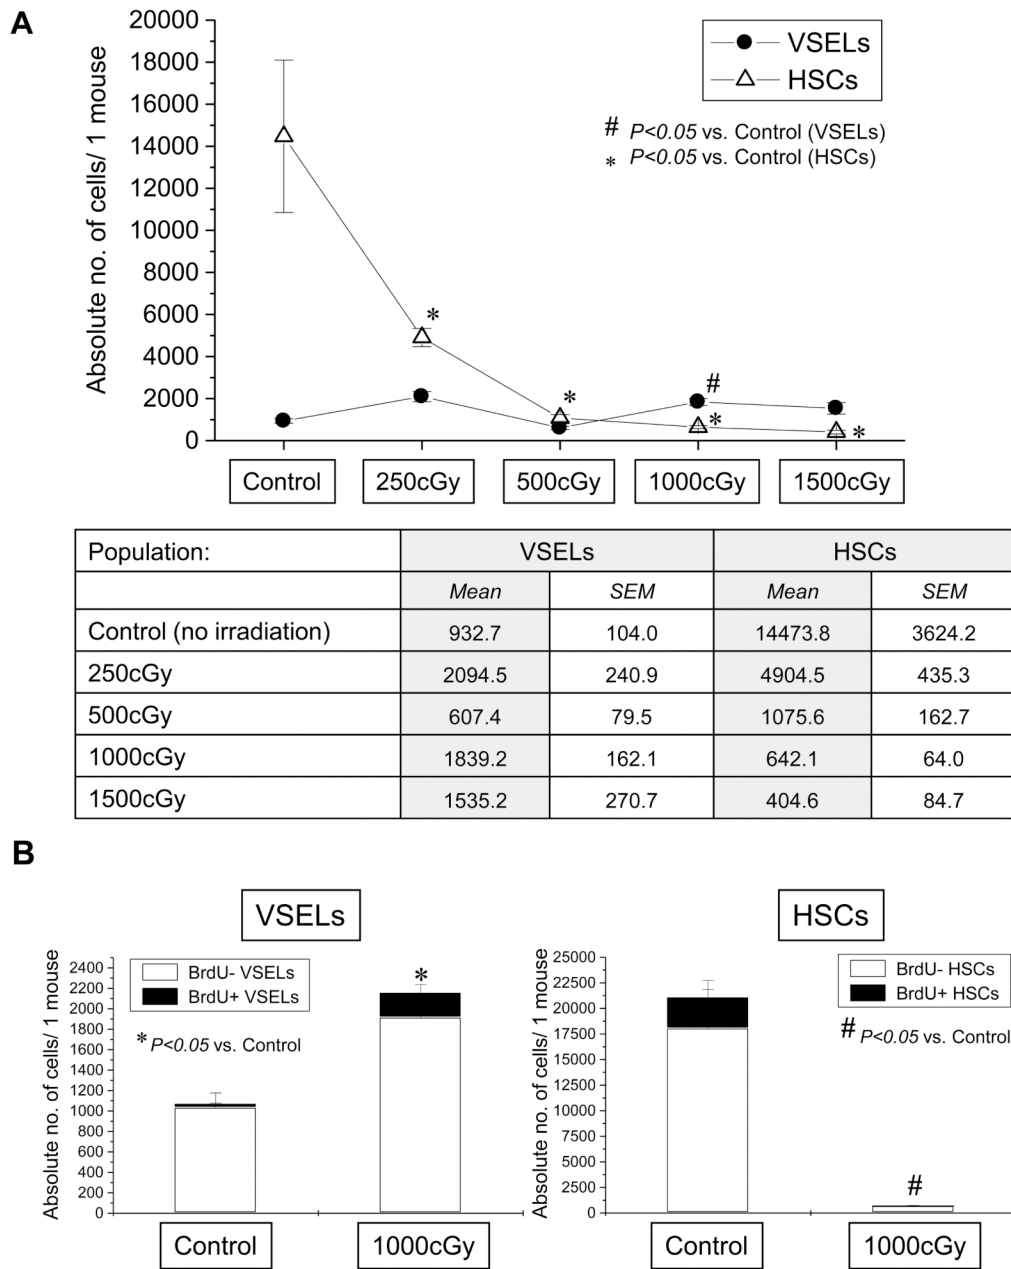 A
Absolute no. of cells/ 1 mouse
20000
18000
16000
14000
12000
10000
8000
6000
4000
2000
0
VSELs
HSCs
# P<0.05 vs. Control (VSELs)
* P<0.05 vs. Control (HSCs)
*
*
#
*
*
Control 250cGy 500cGy 1000cGy 1500cGy
Population: VSELs HSCs
Mean SEM Mean SEM
Control (no irradiation) 932.7 104.0 14473.8 3624.2
250cGy 2094.5 240.9 4904.5 435.3
500cGy 607.4 79.5 1075.6 162.7
1000cGy 1839.2 162.1 642.1 64.0
1500cGy 1535.2 270.7 404.6 84.7
B
VSELs
Absolute no. of cells/ 1 mouse
2400
2200
2000
1800
1600
1400
1200
1000
800
600
400
200
0
BrdU- VSELs
BrdU+ VSELs
* P<0.05 vs. Control
*
Control 1000cGy
HSCs
Absolute no. of cells/ 1 mouse
25000
22500
20000
17500
15000
12500
10000
7500
5000
2500
0
BrdU- HSCs
BrdU+ HSCs
# P<0.05 vs. Control
#
Control 1000cGy